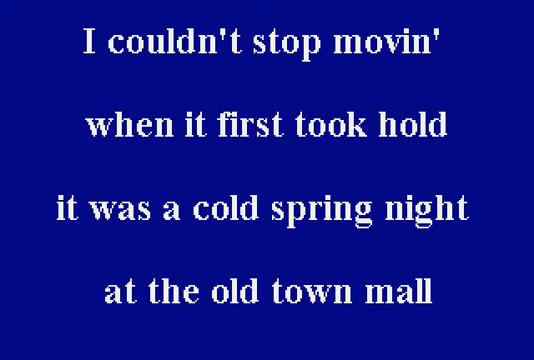 I couldn't stop movin'
when it first took hold
it was a cold spring night
at the old town mall